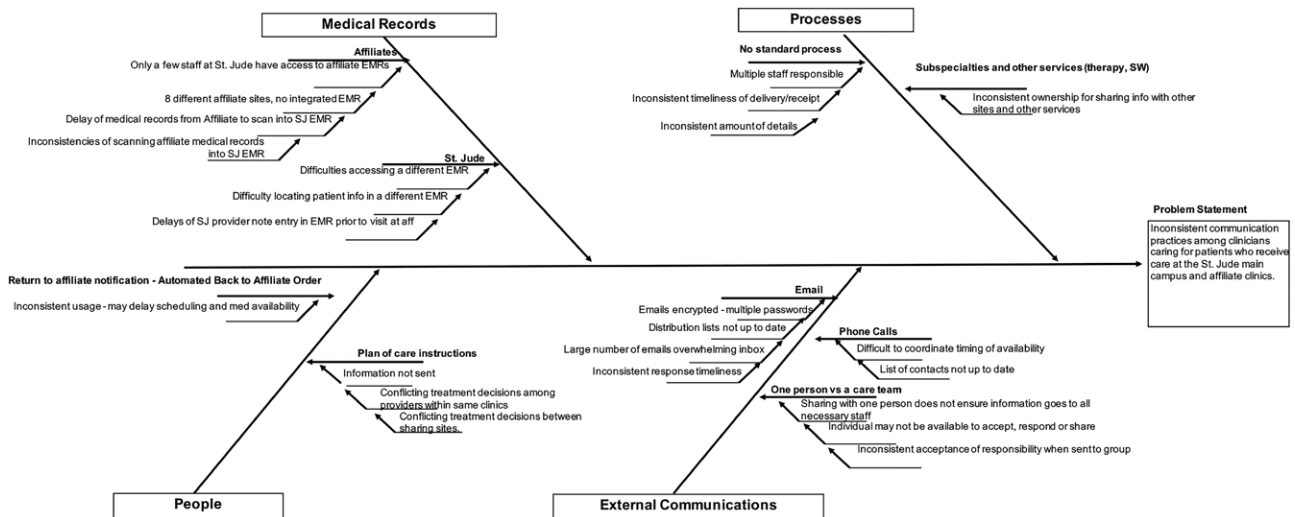 Medical Records
Affiliates
Only a few staff at St. Jude have access to affiliate EMRs
8 different affiliate sites, no integrated EMR
Delay of medical records from Affiliate to scan into SJ EMR
Inconsistencies of scanning affiliate medical records
into SJ EMR
St. Jude
Difficulties accessing a different EMR
Difficulty locating patient info in a different EMR
Delays of SJ provider note entry in EMR prior to visit at aff
Processes
No standard process
Multiple staff responsible
Inconsistent timeliness of delivery/receipt
Inconsistent amount of details
Subspecialties and other services (therapy, SW)
Inconsistent ownership for sharing info with other
sites and other services
Problem Statement
Inconsistent communication
practices among clinicians
caring for patients who receive
care at the St. Jude main
campus and affiliate clinics.
Return to affiliate notification - Automated Back to Affiliate Order
Inconsistent usage - may delay scheduling and med availability
Plan of care instructions
Information not sent
Conflicting treatment decisions among
providers within same clinics
Conflicting treatment decisions between
sharing sites.
People
Email
Emails encrypted - multiple passwords
Distribution lists not up to date
Large number of emails overwhelming inbox
Inconsistent response timeliness
Phone Calls
Difficult to coordinate timing of availability
List of contacts not up to date
One person vs a care team
Sharing with one person does not ensure information goes to all
necessary staff
Individual may not be available to accept, respond or share
Inconsistent acceptance of responsibility when sent to group
External Communications